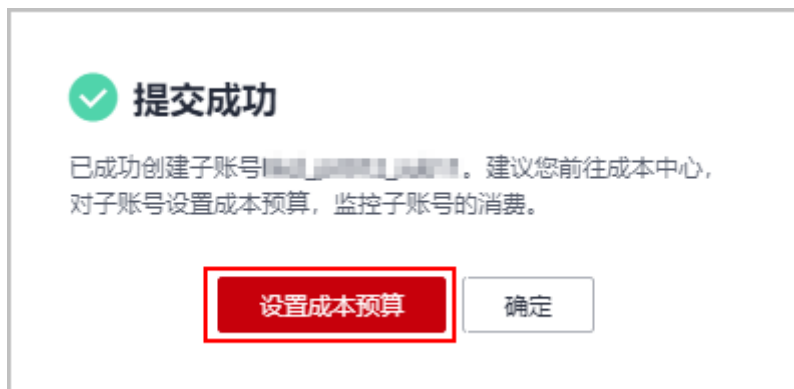 提交成功
已成功创建子账号。建议您前往成本中心，
对子账号设置成本预算，监控子账号的消费。
设置成本预算
确定